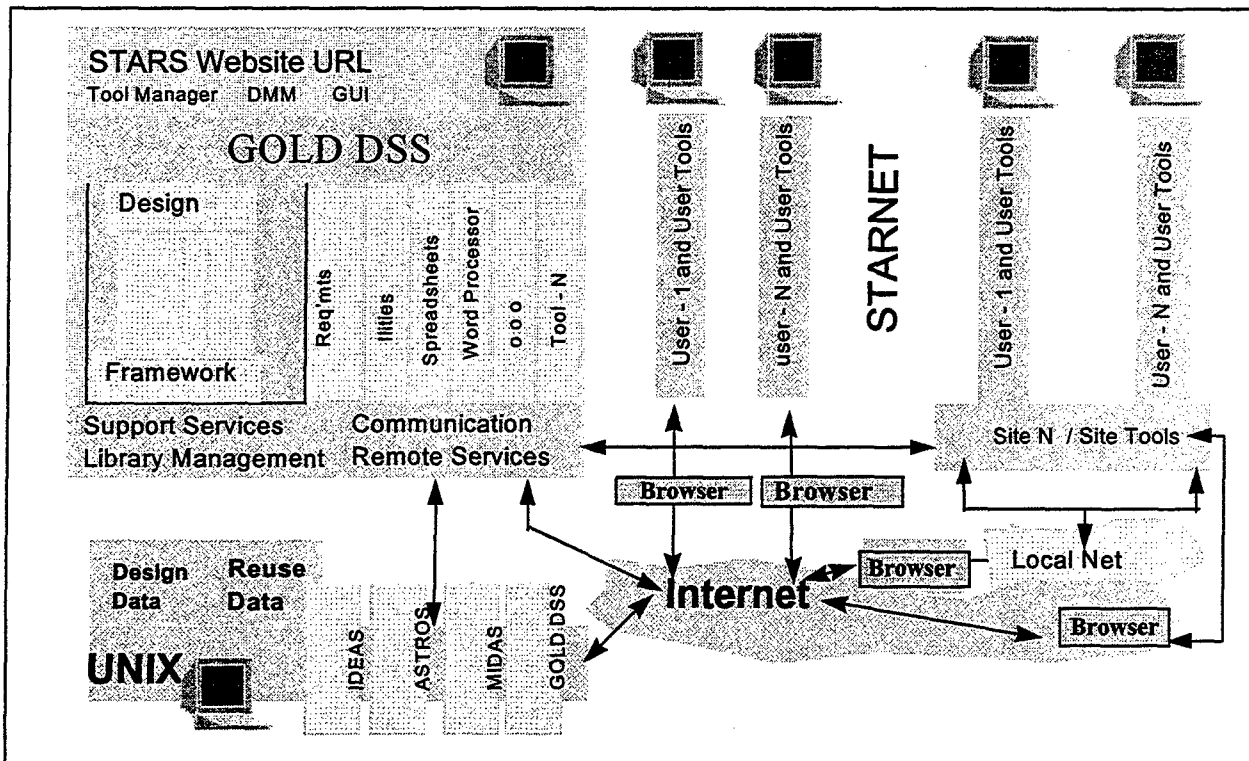 STARS Website URL
Tool Manager DMM GUI
GOLD DSS
Design
Framework
Req'mts
Ilities
Spreadsheets
Word Processor
o o o
Tool - N
Support Services
Library Management
Communication
Remote Services
User - 1 and User Tools
user - N and User Tools
STARNET
User - 1 and User Tools
User - N and User Tools
Site N / Site Tools
Browser
Browser
Browser
Local Net
Internet
Browser
Design
Data
Reuse
Data
UNIX
IDEAS
ASTROS
MIDAS
GOLD DSS